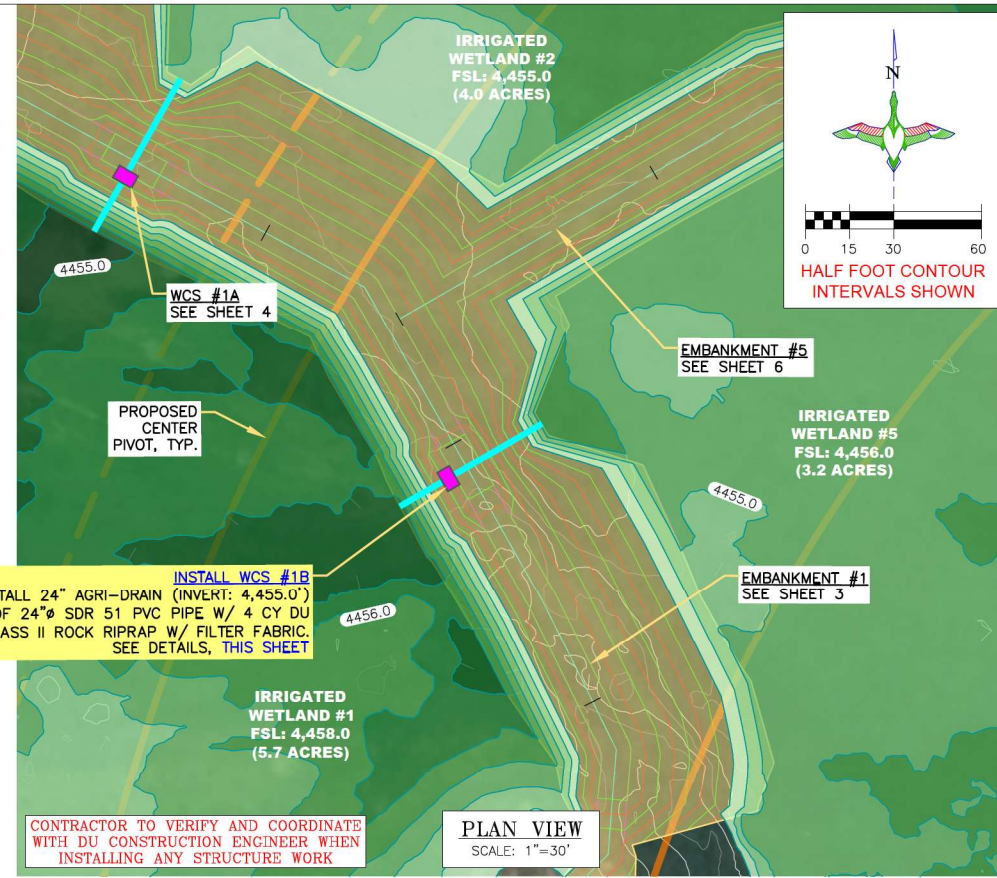 IRRIGATED
WETLAND #2
FSL: 4,455.0
(4.0 ACRES)
N
0 15 30 60
HALF FOOT CONTOUR
INTERVALS SHOWN
4455.0
WCS #1A
SEE SHEET 4
EMBANKMENT #5
SEE SHEET 6
PROPOSED
CENTER
PIVOT, TYP.
IRRIGATED
WETLAND #5
FSL: 4,456.0
(3.2 ACRES)
4455.0
INSTALL WCS #1B
24" AGRI-DRAIN (INVERT: 4,455.0')
OF 24"ø SDR 51 PVC PIPE W/ 4 CY DU
II ROCK RIPRAP W/ FILTER FABRIC.
SEE DETAILS, THIS SHEET
4456.0
EMBANKMENT #1
SEE SHEET 3
IRRIGATED
WETLAND #1
FSL: 4,458.0
(5.7 ACRES)
CONTRACTOR TO VERIFY AND COORDINATE
WITH DU CONSTRUCTION ENGINEER WHEN
INSTALLING ANY STRUCTURE WORK
PLAN VIEW
SCALE: 1"=30'